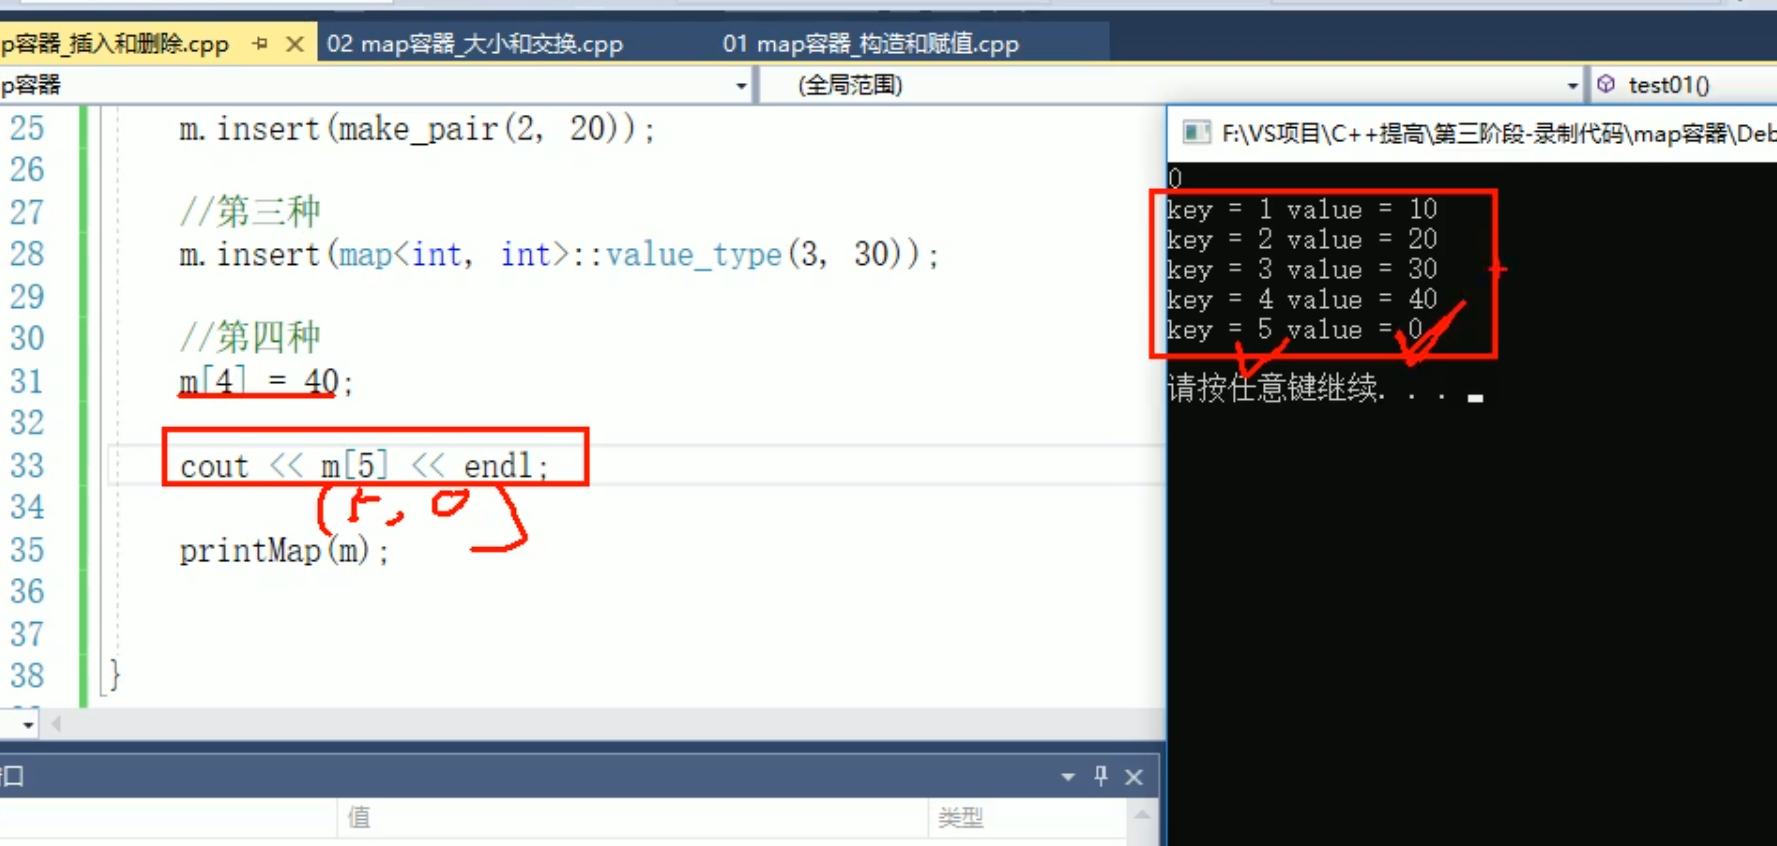 p容器_插入和删除.cpp
02 map容器_大小和交换.cpp
01 map容器_构造和赋值.cpp
p容器
(全局范围)
test01()
25 m.insert(make_pair(2, 20));
26
27 //第三种
28 m.insert(map<int, int>::value_type(3, 30));
29
30 //第四种
31 m[4] = 40;
32
33 cout << m[5] << endl;
34 (5, 0)
35 printMap(m);
36
37
38 }
口
值
类型
F:\VS项目\C++提高\第三阶段-录制代码\map容器\Deb
0
key = 1 value = 10
key = 2 value = 20
key = 3 value = 30
key = 4 value = 40
key = 5 value = 0
请按任意键继续. . .